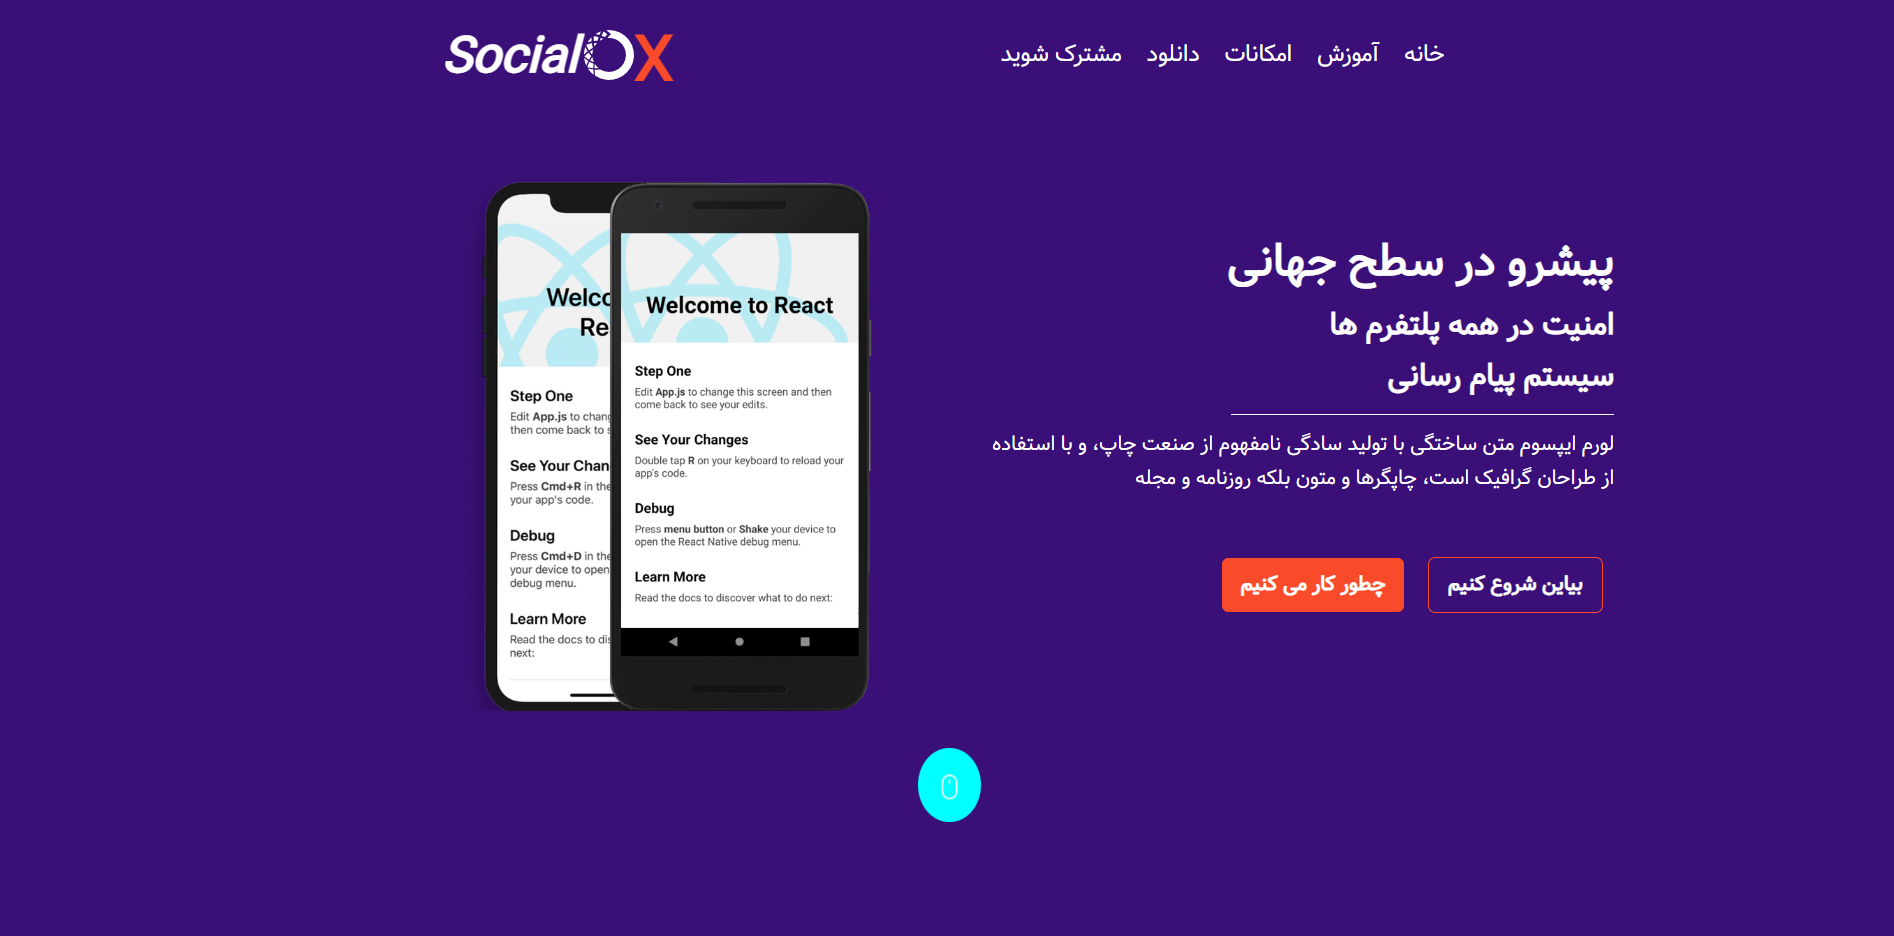 SocialOX
خانه آموزش امکانات دانلود مشترک شوید
پیشرو در سطح جهانی
امنیت در همه پلتفرم ها
سیستم پیام رسانی
لورم ایپسوم متن ساختگی با تولید سادگی نامفهوم از صنعت چاپ، و با استفاده
از طراحان گرافیک است، چاپگرها و متون بلکه روزنامه و مجله
بیاین شروع کنیم
چطور کار می کنیم
Welc
Re
Step One
Edit App.js to chang
then come back to s
See Your Chan
Press Cmd+R in the
your app's code.
Debug
Press Cmd+D in the
your device to open
debug menu.
Learn More
Read the docs to dis
next:
Welcome to React
Step One
Edit App.js to change this screen and then
come back to see your edits.
See Your Changes
Double tap R on your keyboard to reload your
app's code.
Debug
Press menu button or Shake your device to
open the React Native debug menu.
Learn More
Read the docs to discover what to do next: